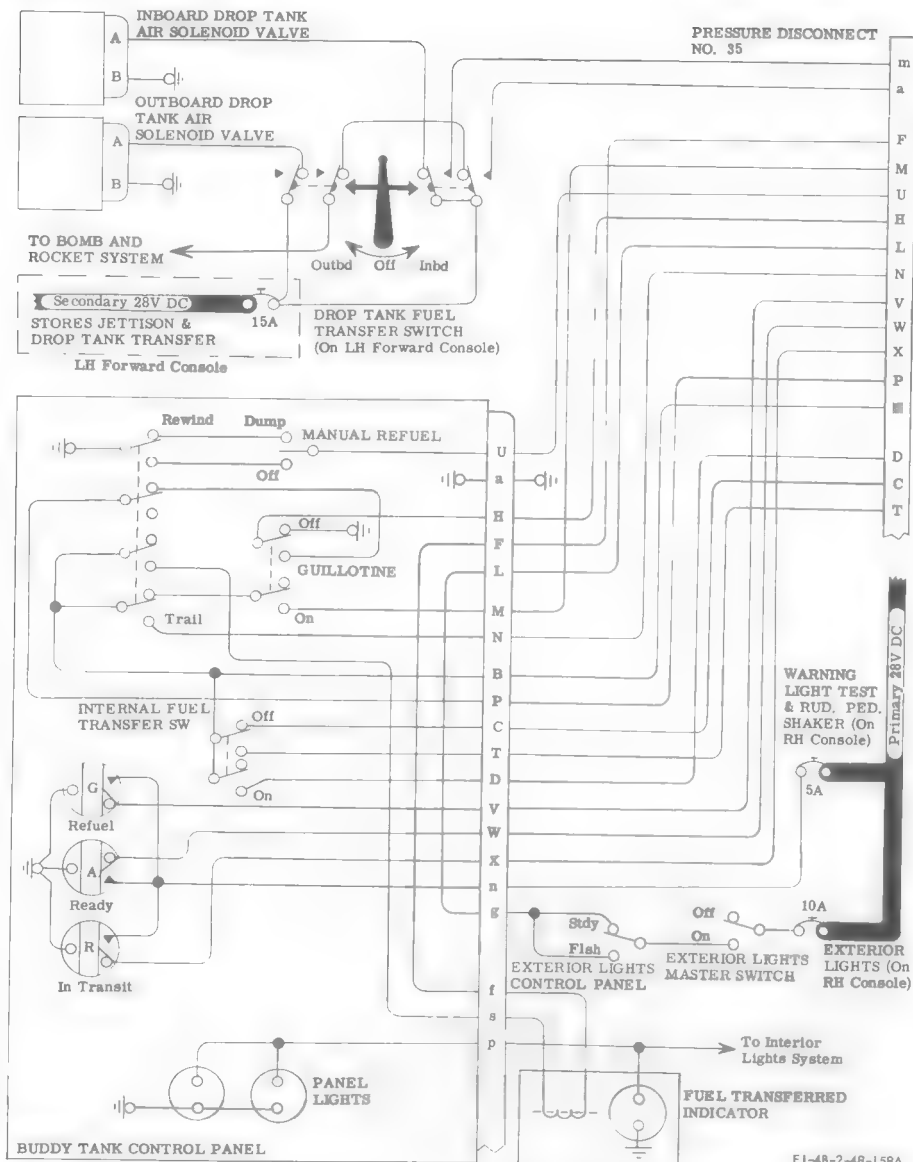 INBOARD DROP TANK
AIR SOLENOID VALVE
A
B
OUTBOARD DROP
TANK AIR
SOLENOID VALVE
A
B
PRESSURE DISCONNECT
NO. 35
m
a
F
M
U
H
L
N
V
W
X
P
D
C
T
TO BOMB AND
ROCKET SYSTEM
Outbd Off Inbd
Secondary 28V DC
15A
STORES JETTISON &
DROP TANK TRANSFER
LH Forward Console
DROP TANK FUEL
TRANSFER SWITCH
(On LH Forward Console)
Rewind Dump
MANUAL REFUEL
Off
Off
GUILLOTINE
On
Trail
U
a
H
F
L
M
N
B
P
C
T
D
V
W
X
n
g
f
s
p
INTERNAL FUEL
TRANSFER SW
Off
On
G
Refuel
A
Ready
R
In Transit
WARNING
LIGHT TEST
& RUD. PED.
SHAKER (On
RH Console)
Primary 28V DC
5A
10A
Stdy
Flsh
Off
On
EXTERIOR LIGHTS
CONTROL PANEL
EXTERIOR LIGHTS
MASTER SWITCH
EXTERIOR
LIGHTS (On
RH Console)
To Interior
Lights System
PANEL
LIGHTS
FUEL TRANSFERRED
INDICATOR
BUDDY TANK CONTROL PANEL
F1-4B-2-4R-158A